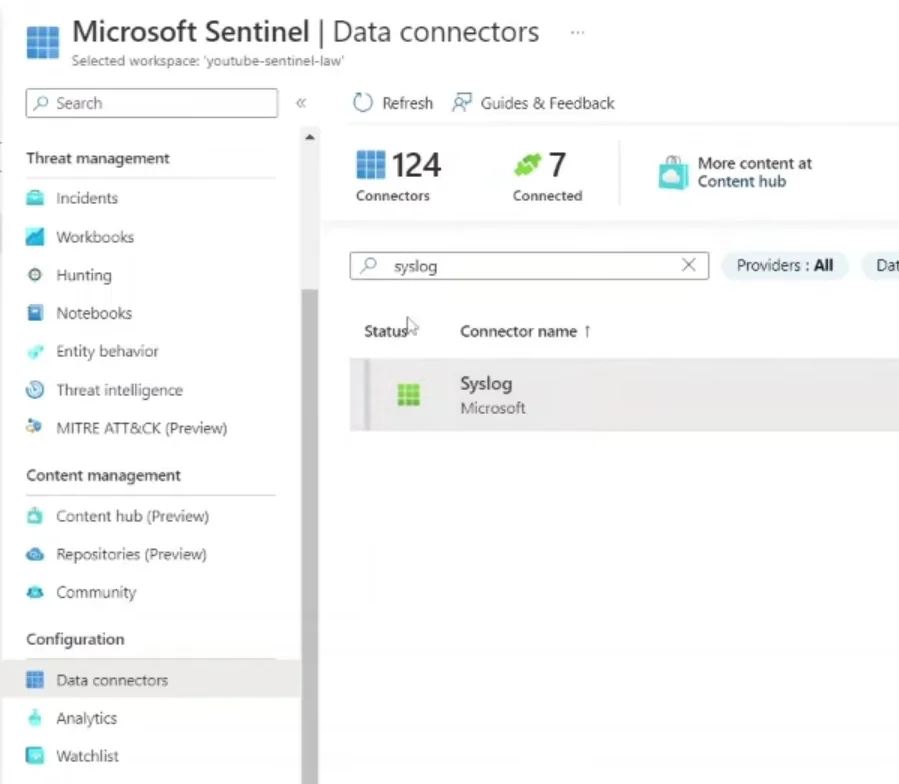 Microsoft Sentinel | Data connectors ...
Selected workspace: 'youtube-sentinel-law'
Search
«
Refresh
Guides & Feedback
Threat management
Incidents
Workbooks
Hunting
Notebooks
Entity behavior
Threat intelligence
MITRE ATT&CK (Preview)
Content management
Content hub (Preview)
Repositories (Preview)
Community
Configuration
Data connectors
Analytics
Watchlist
124
Connectors
7
Connected
More content at
Content hub
syslog
Providers : All
Dat
Status
Connector name ↑
Syslog
Microsoft